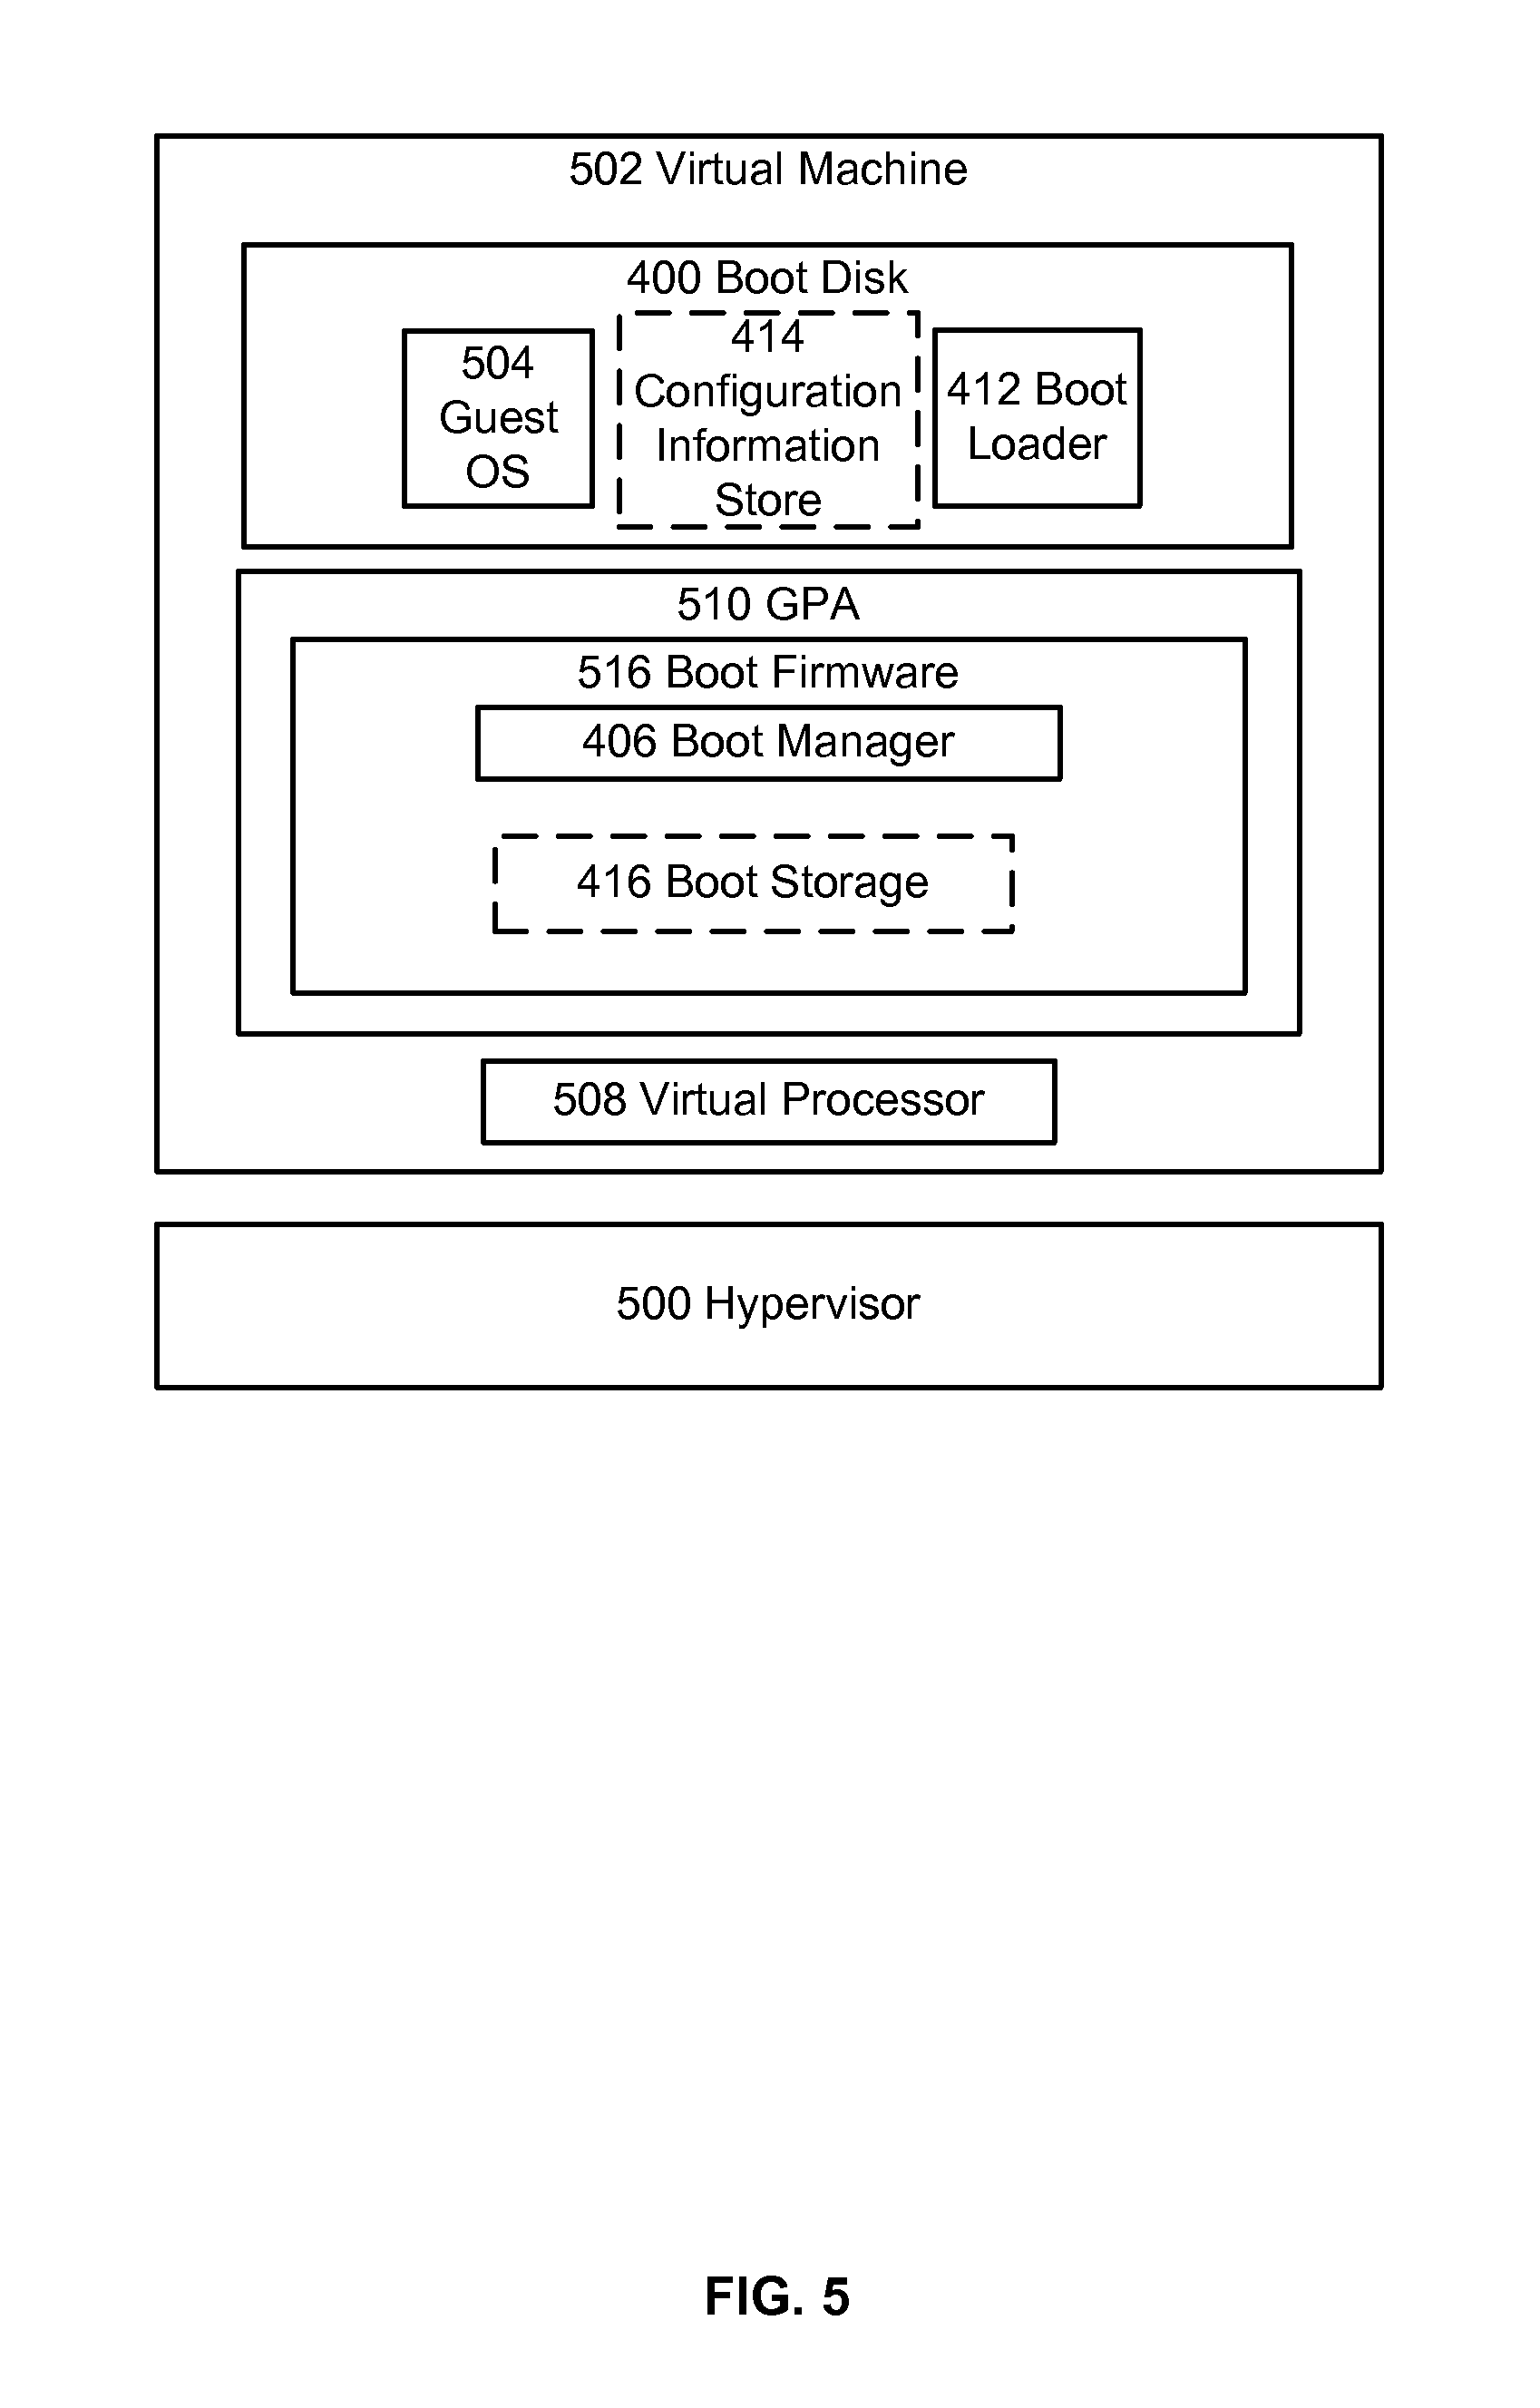 502 Virtual Machine
400 Boot Disk
504
Guest
OS
414
Configuration
Information
Store
412 Boot
Loader
510 GPA
516 Boot Firmware
406 Boot Manager
416 Boot Storage
508 Virtual Processor
500 Hypervisor
FIG. 5